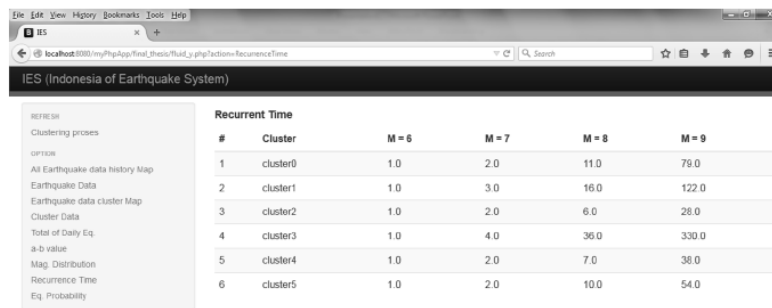 File Edit View History Bookmarks Tools Help
IES
localhost:8080/myPhpApp/final_thesis/fluid_y.php?action=RecurrenceTime
Search
IES (Indonesia of Earthquake System)
REFRESH
Clustering proses
OPTION
All Earthquake data history Map
Earthquake Data
Earthquake data cluster Map
Cluster Data
Total of Daily Eq.
a-b value
Mag. Distribution
Recurrence Time
Eq. Probability
Recurrent Time
# Cluster M = 6 M = 7 M = 8 M = 9
1 cluster0 1.0 2.0 11.0 79.0
2 cluster1 1.0 3.0 16.0 122.0
3 cluster2 1.0 2.0 6.0 28.0
4 cluster3 1.0 4.0 36.0 330.0
5 cluster4 1.0 2.0 7.0 38.0
6 cluster5 1.0 2.0 10.0 54.0